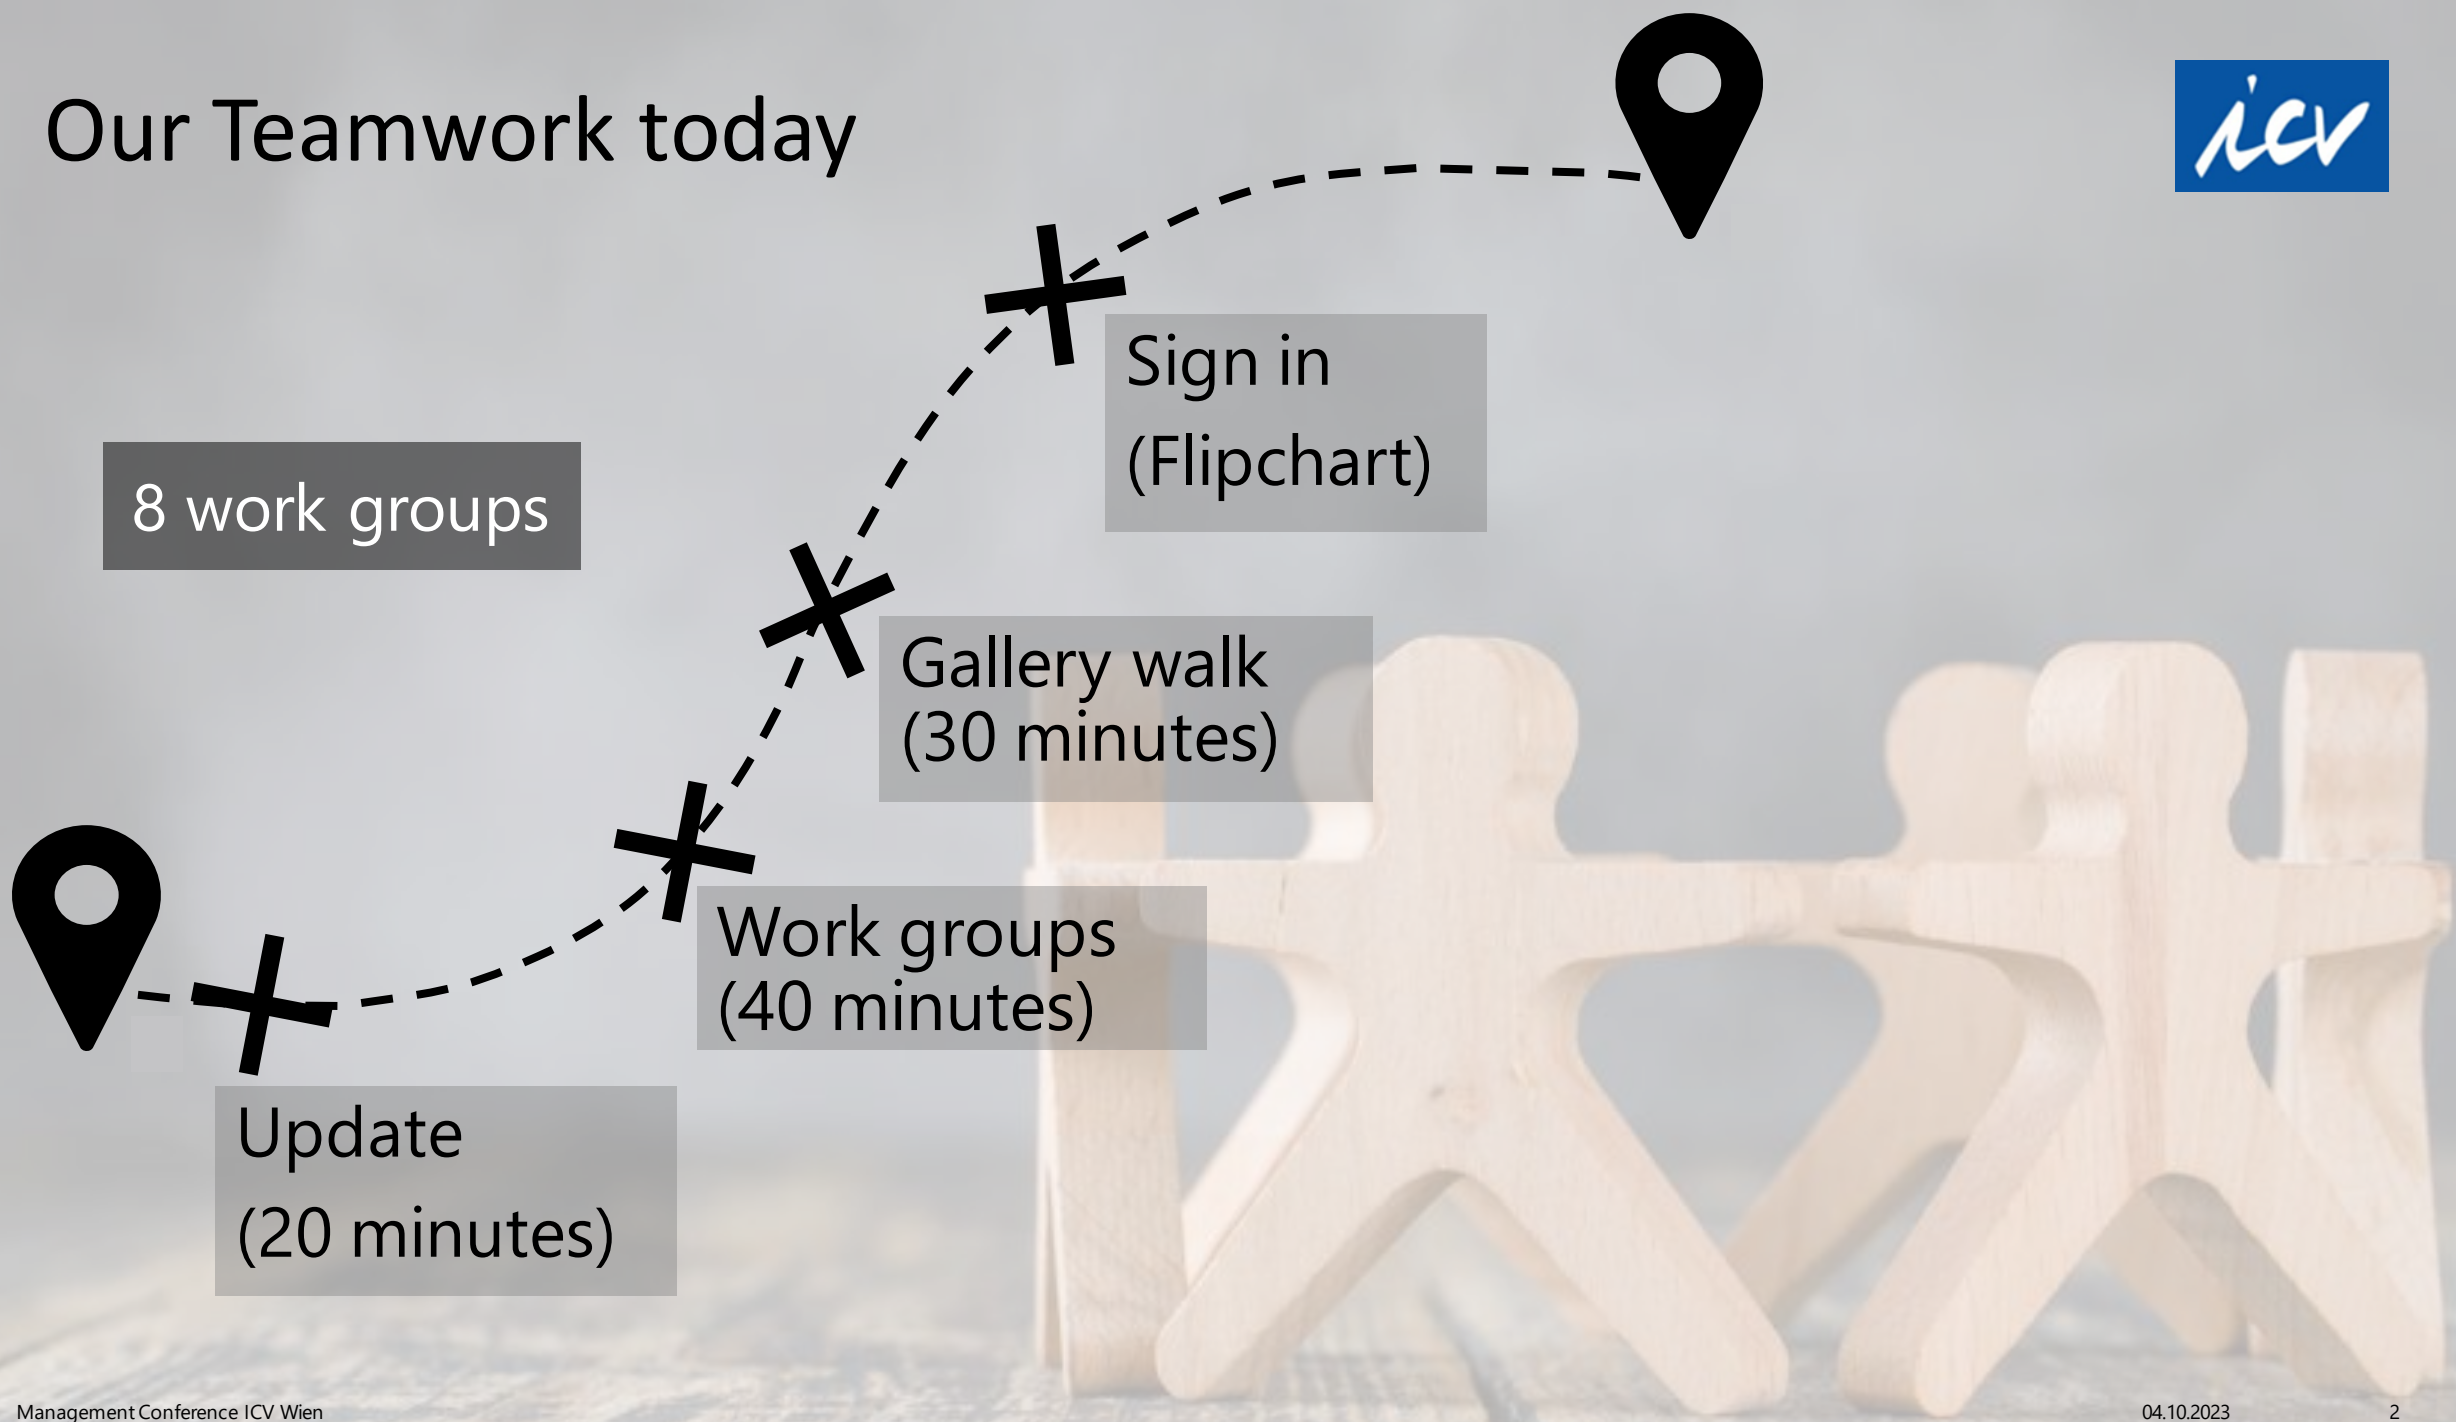 Our Teamwork today
icv
Sign in
(Flipchart)
8 work groups
Gallery walk
(30 minutes)
Work groups
(40 minutes)
Update
(20 minutes)
Management Conference ICV Wien
04.10.2023
2